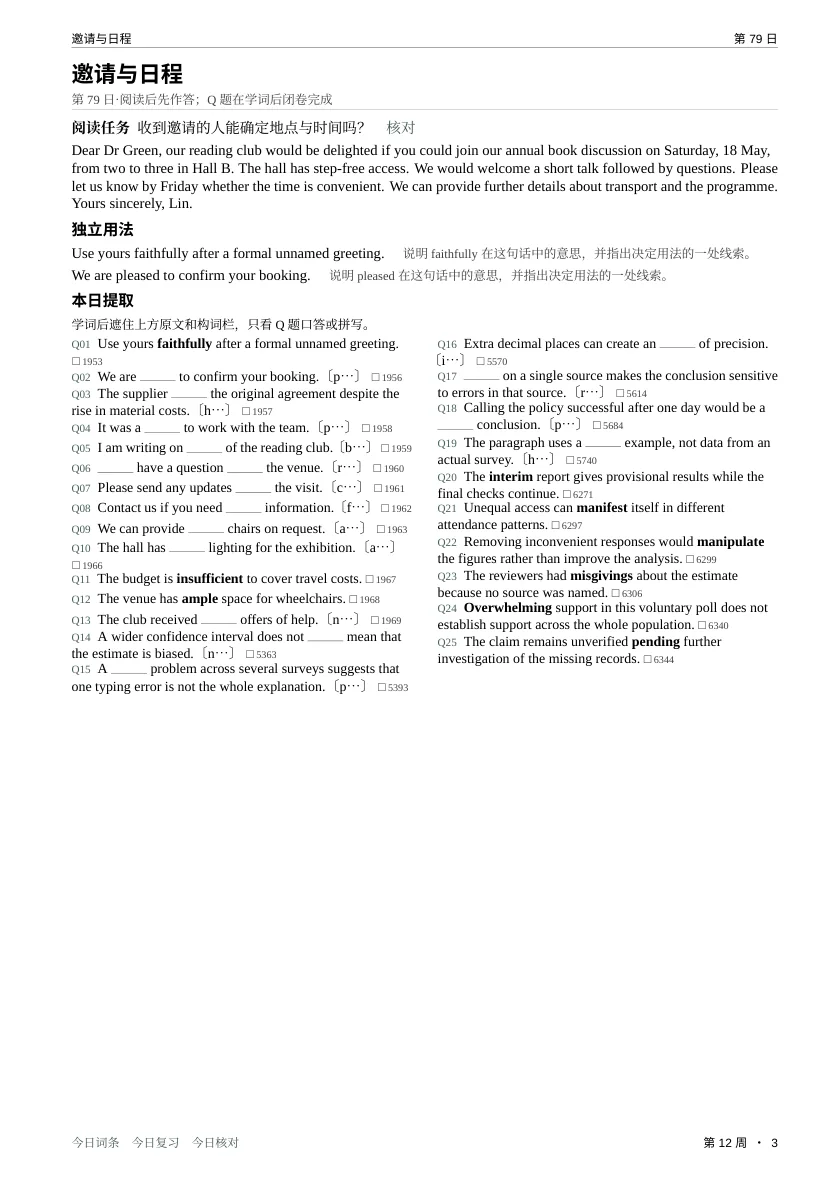 邀请与日程 第 79 日
邀请与日程
第 79 日·阅读后先作答；Q 题在学词后闭卷完成
阅读任务 收到邀请的人能确定地点与时间吗？ 核对
Dear Dr Green, our reading club would be delighted if you could join our annual book discussion on Saturday, 18 May,
from two to three in Hall B. The hall has step-free access. We would welcome a short talk followed by questions. Please
let us know by Friday whether the time is convenient. We can provide further details about transport and the programme.
Yours sincerely, Lin.
独立用法
Use yours faithfully after a formal unnamed greeting. 说明 faithfully 在这句话中的意思，并指出决定用法的一处线索。
We are pleased to confirm your booking. 说明 pleased 在这句话中的意思，并指出决定用法的一处线索。
本日提取
学词后遮住上方原文和构词栏，只看 Q 题口答或拼写。
Q01 Use yours faithfully after a formal unnamed greeting.
□ 1953
Q02 We are _____ to confirm your booking.〔p···〕 □ 1956
Q03 The supplier _____ the original agreement despite the
rise in material costs.〔h···〕 □ 1957
Q04 It was a _____ to work with the team.〔p···〕 □ 1958
Q05 I am writing on _____ of the reading club.〔b···〕 □ 1959
Q06 _____ have a question _____ the venue.〔r···〕 □ 1960
Q07 Please send any updates _____ the visit.〔c···〕 □ 1961
Q08 Contact us if you need _____ information.〔f···〕 □ 1962
Q09 We can provide _____ chairs on request.〔a···〕 □ 1963
Q10 The hall has _____ lighting for the exhibition.〔a···〕
□ 1966
Q11 The budget is insufficient to cover travel costs. □ 1967
Q12 The venue has ample space for wheelchairs. □ 1968
Q13 The club received _____ offers of help.〔n···〕 □ 1969
Q14 A wider confidence interval does not _____ mean that
the estimate is biased.〔n···〕 □ 5363
Q15 A _____ problem across several surveys suggests that
one typing error is not the whole explanation.〔p···〕 □ 5393
Q16 Extra decimal places can create an _____ of precision.
〔i···〕 □ 5570
Q17 _____ on a single source makes the conclusion sensitive
to errors in that source.〔r···〕 □ 5614
Q18 Calling the policy successful after one day would be a
_____ conclusion.〔p···〕 □ 5684
Q19 The paragraph uses a _____ example, not data from an
actual survey.〔h···〕 □ 5740
Q20 The interim report gives provisional results while the
final checks continue. □ 6271
Q21 Unequal access can manifest itself in different
attendance patterns. □ 6297
Q22 Removing inconvenient responses would manipulate
the figures rather than improve the analysis. □ 6299
Q23 The reviewers had misgivings about the estimate
because no source was named. □ 6306
Q24 Overwhelming support in this voluntary poll does not
establish support across the whole population. □ 6340
Q25 The claim remains unverified pending further
investigation of the missing records. □ 6344
今日词条 今日复习 今日核对 第 12 周 · 3